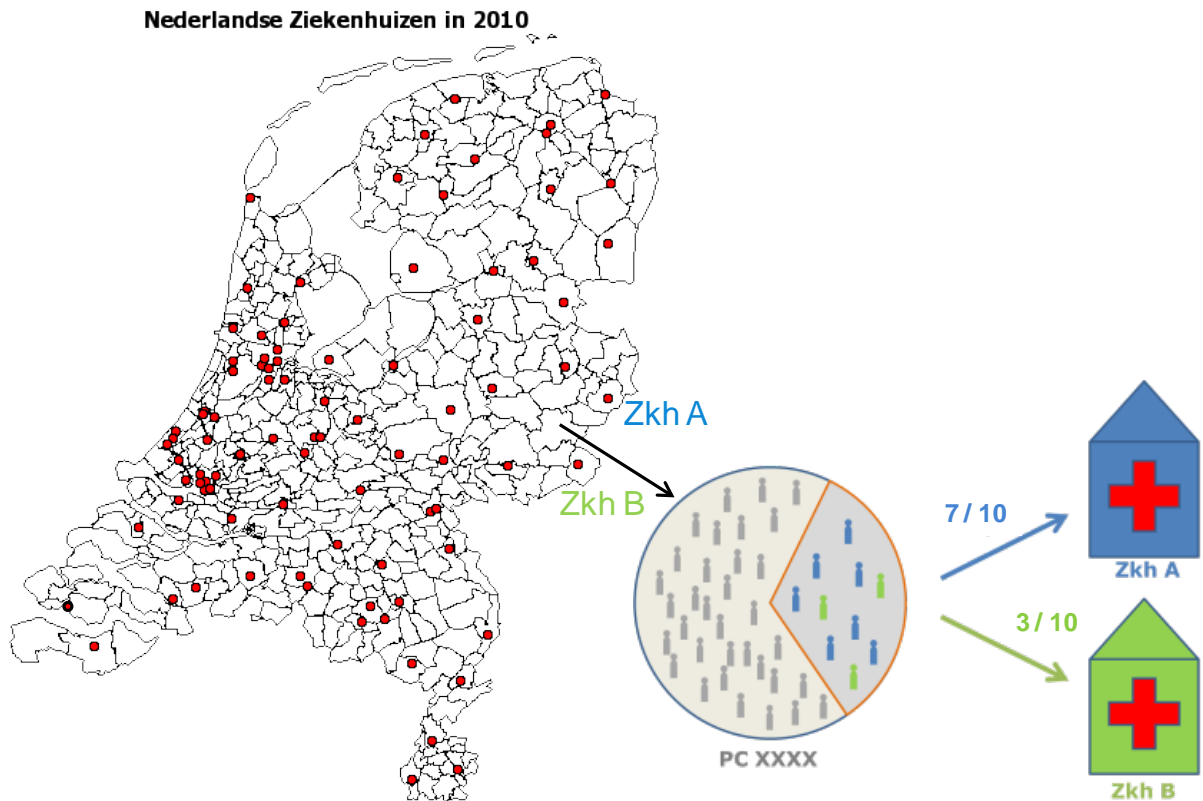 Nederlandse Ziekenhuizen in 2010
Zkh A
Zkh B
PC XXXX
7 / 10
Zkh A
3 / 10
Zkh B